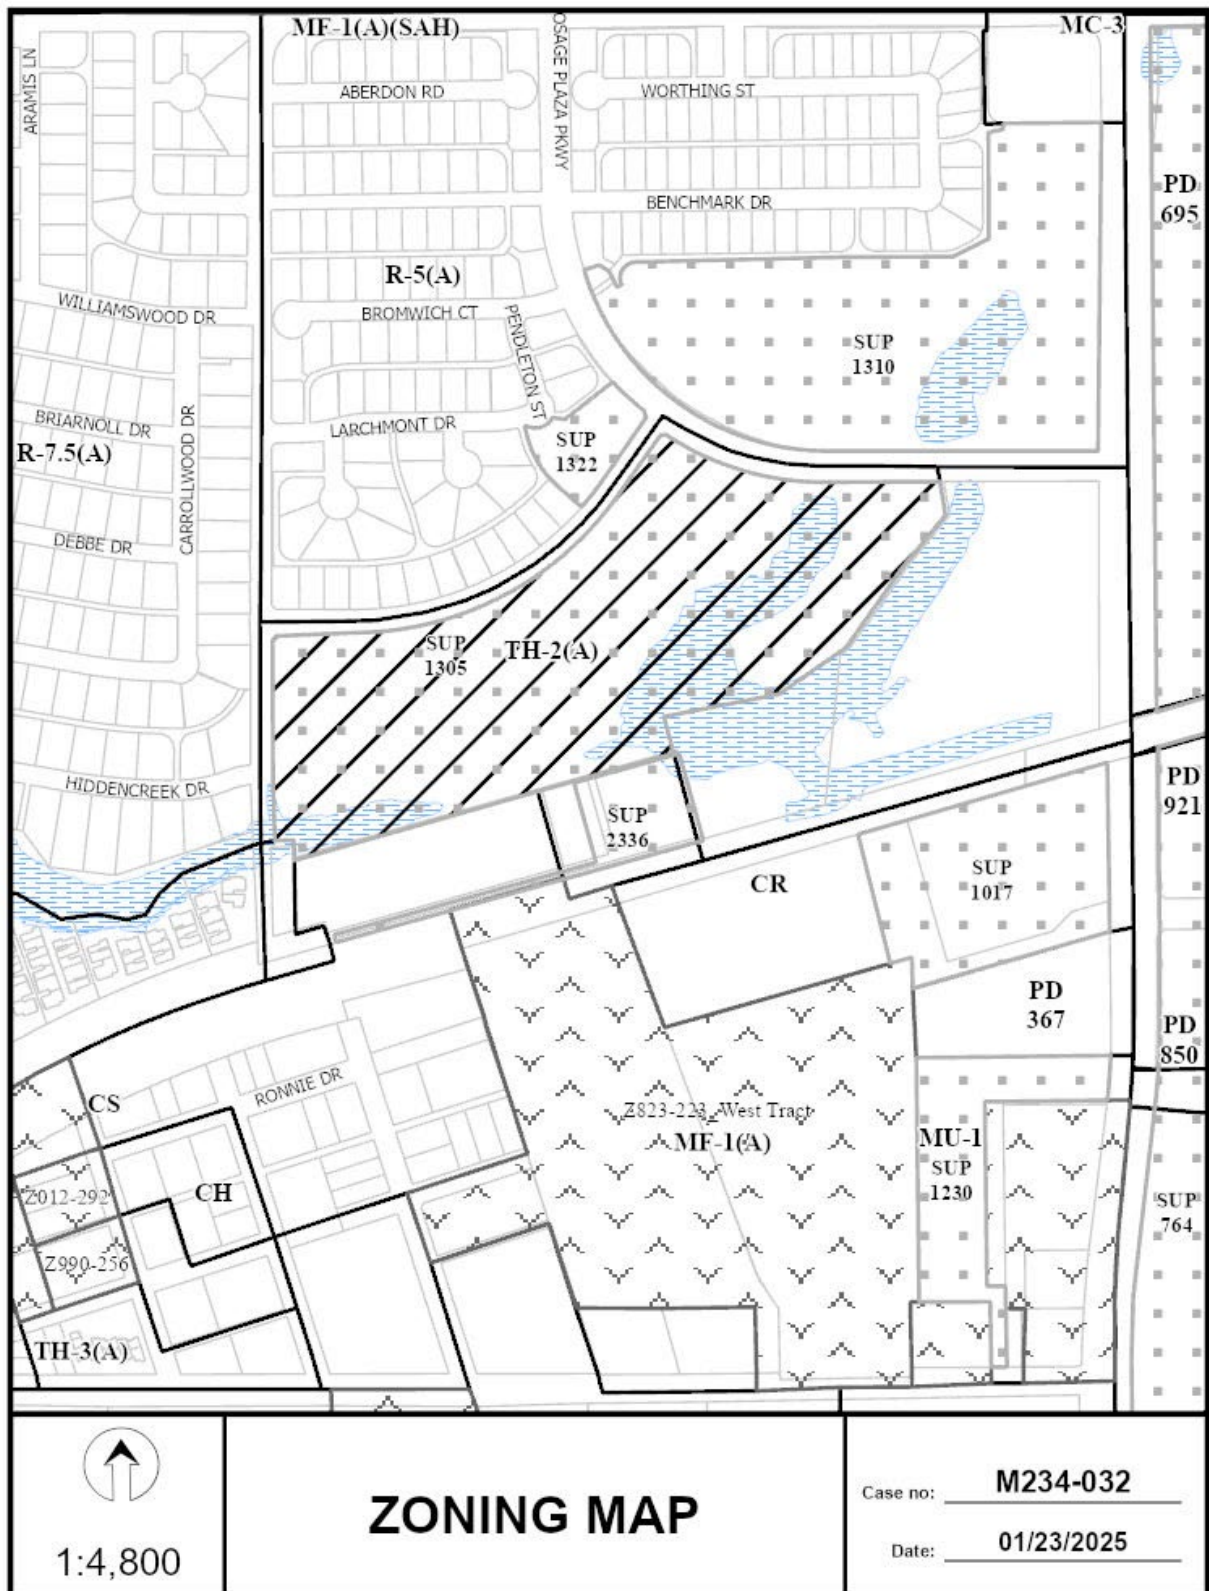 MF-1(A)(SAH)
MC-3
ARAMIS LN
OSAGE PLAZA PKWY
ABERDON RD
WORTHING ST
PD
695
BENCHMARK DR
R-5(A)
WILLIAMSWOOD DR
BROMWICH CT
PENDLETON ST
SUP
1310
BRIARNOLL DR
CARROLLWOOD DR
LARCHMONT DR
SUP
1322
R-7.5(A)
DEBBE DR
SUP
1305
TH-2(A)
HIDDENCREEK DR
PD
921
SUP
2336
CR
SUP
1017
PD
367
PD
850
RONNIE DR
CS
Z823-223_West Tract
MF-1(A)
MU-1
SUP
1230
CH
Z012-292
SUP
764
Z990-256
TH-3(A)
1:4,800
ZONING MAP
Case no: M234-032
Date: 01/23/2025